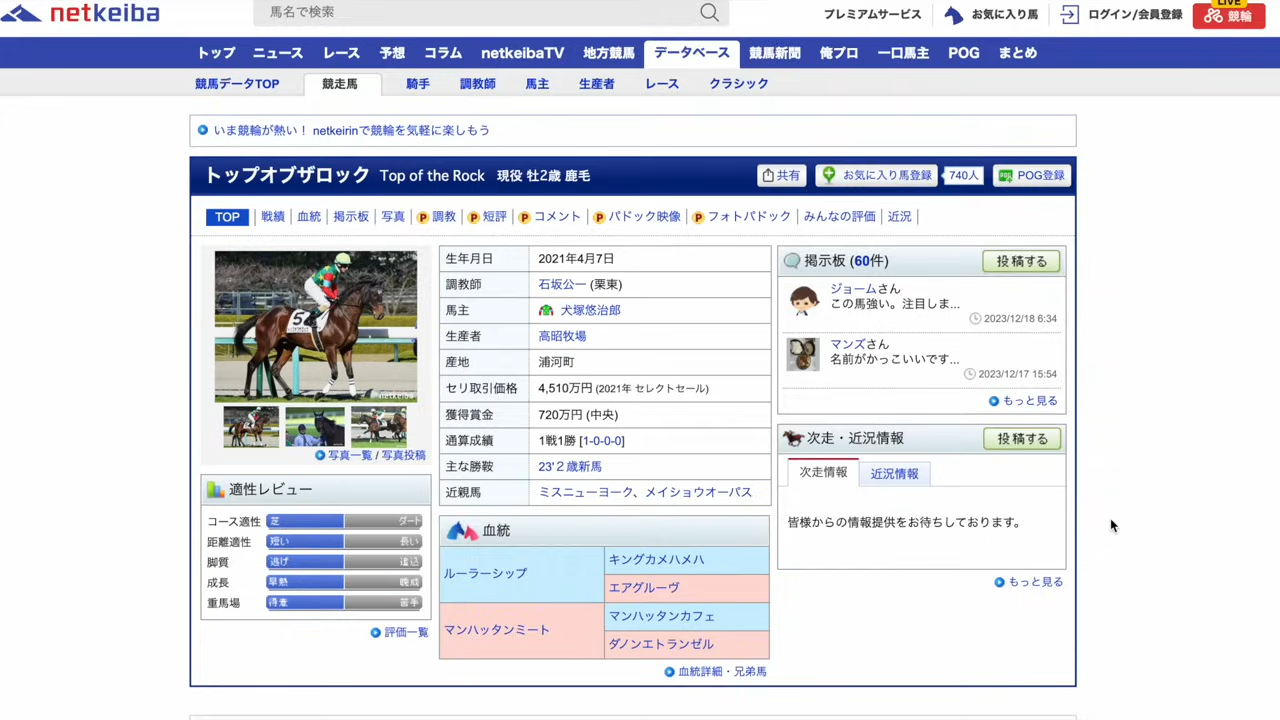 netkeiba
馬名で検索
プレミアムサービス
お気に入り馬
ログイン/会員登録
LIVE
競輪
トップ ニュース レース 予想 コラム netkeibaTV 地方競馬 データベース 競馬新聞 俺プロ 一口馬主 POG まとめ
競馬データTOP 競走馬 騎手 調教師 馬主 生産者 レース クラシック
いま競輪が熱い！ netkeirinで競輪を気軽に楽しもう
トップオブザロック Top of the Rock 現役 牡2歳 鹿毛
共有 お気に入り馬登録 740人 POG登録
TOP 戦績 血統 掲示板 写真 P 調教 P 短評 P コメント P パドック映像 P フォトパドック みんなの評価 近況
5
netkeiba
写真一覧 / 写真投稿
適性レビュー
コース適性 芝 ダート
距離適性 短い 長い
脚質 逃げ 追込
成長 早熟 晩成
重馬場 得意 苦手
評価一覧
生年月日 2021年4月7日
調教師 石坂公一 (栗東)
馬主 犬塚悠治郎
生産者 高昭牧場
産地 浦河町
セリ取引価格 4,510万円 (2021年 セレクトセール)
獲得賞金 720万円 (中央)
通算成績 1戦1勝 [1-0-0-0]
主な勝鞍 23'２歳新馬
近親馬 ミスニューヨーク、メイショウオーパス
血統
ルーラーシップ
キングカメハメハ
エアグルーヴ
マンハッタンミート
マンハッタンカフェ
ダノンエトランゼル
血統詳細・兄弟馬
掲示板 (60件) 投稿する
ジョームさん
この馬強い。注目しま...
2023/12/18 6:34
マンズさん
名前がかっこいいです...
2023/12/17 15:54
もっと見る
次走・近況情報 投稿する
次走情報 近況情報
皆様からの情報提供をお待ちしております。
もっと見る